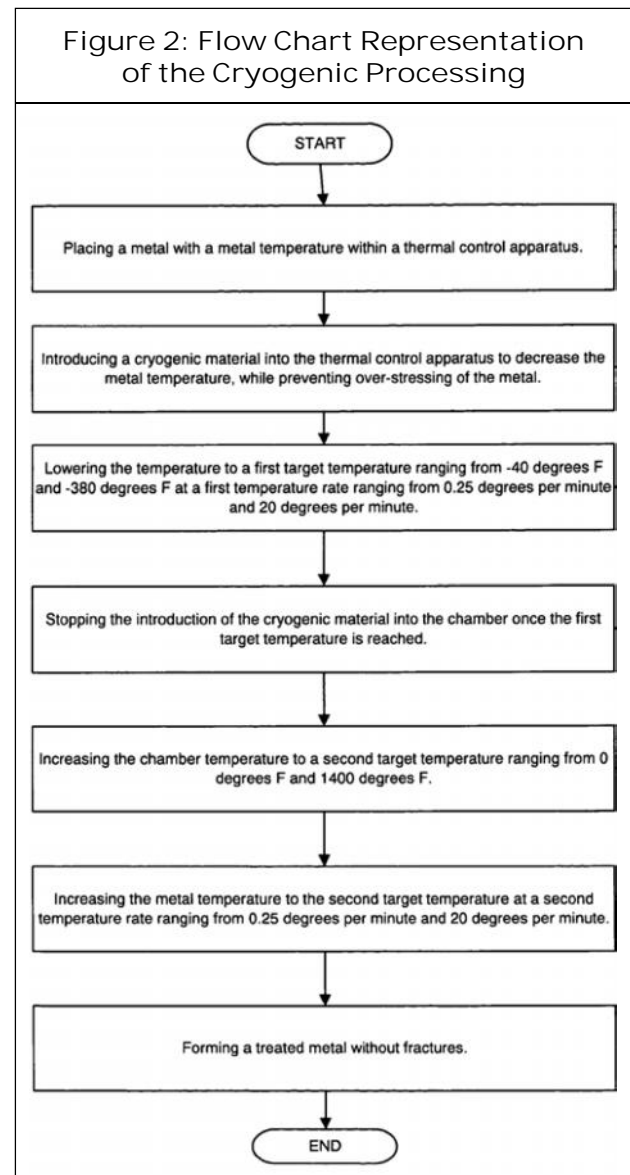 Figure 2: Flow Chart Representation
of the Cryogenic Processing
START
Placing a metal with a metal temperature within a thermal control apparatus.
Introducing a cryogenic material into the thermal control apparatus to decrease the
metal temperature, while preventing over-stressing of the metal.
Lowering the temperature to a first target temperature ranging from -40 degrees F
and -380 degrees F at a first temperature rate ranging from 0.25 degrees per minute
and 20 degrees per minute.
Stopping the introduction of the cryogenic material into the chamber once the first
target temperature is reached.
Increasing the chamber temperature to a second target temperature ranging from 0
degrees F and 1400 degrees F.
Increasing the metal temperature to the second target temperature at a second
temperature rate ranging from 0.25 degrees per minute and 20 degrees per minute.
Forming a treated metal without fractures.
END